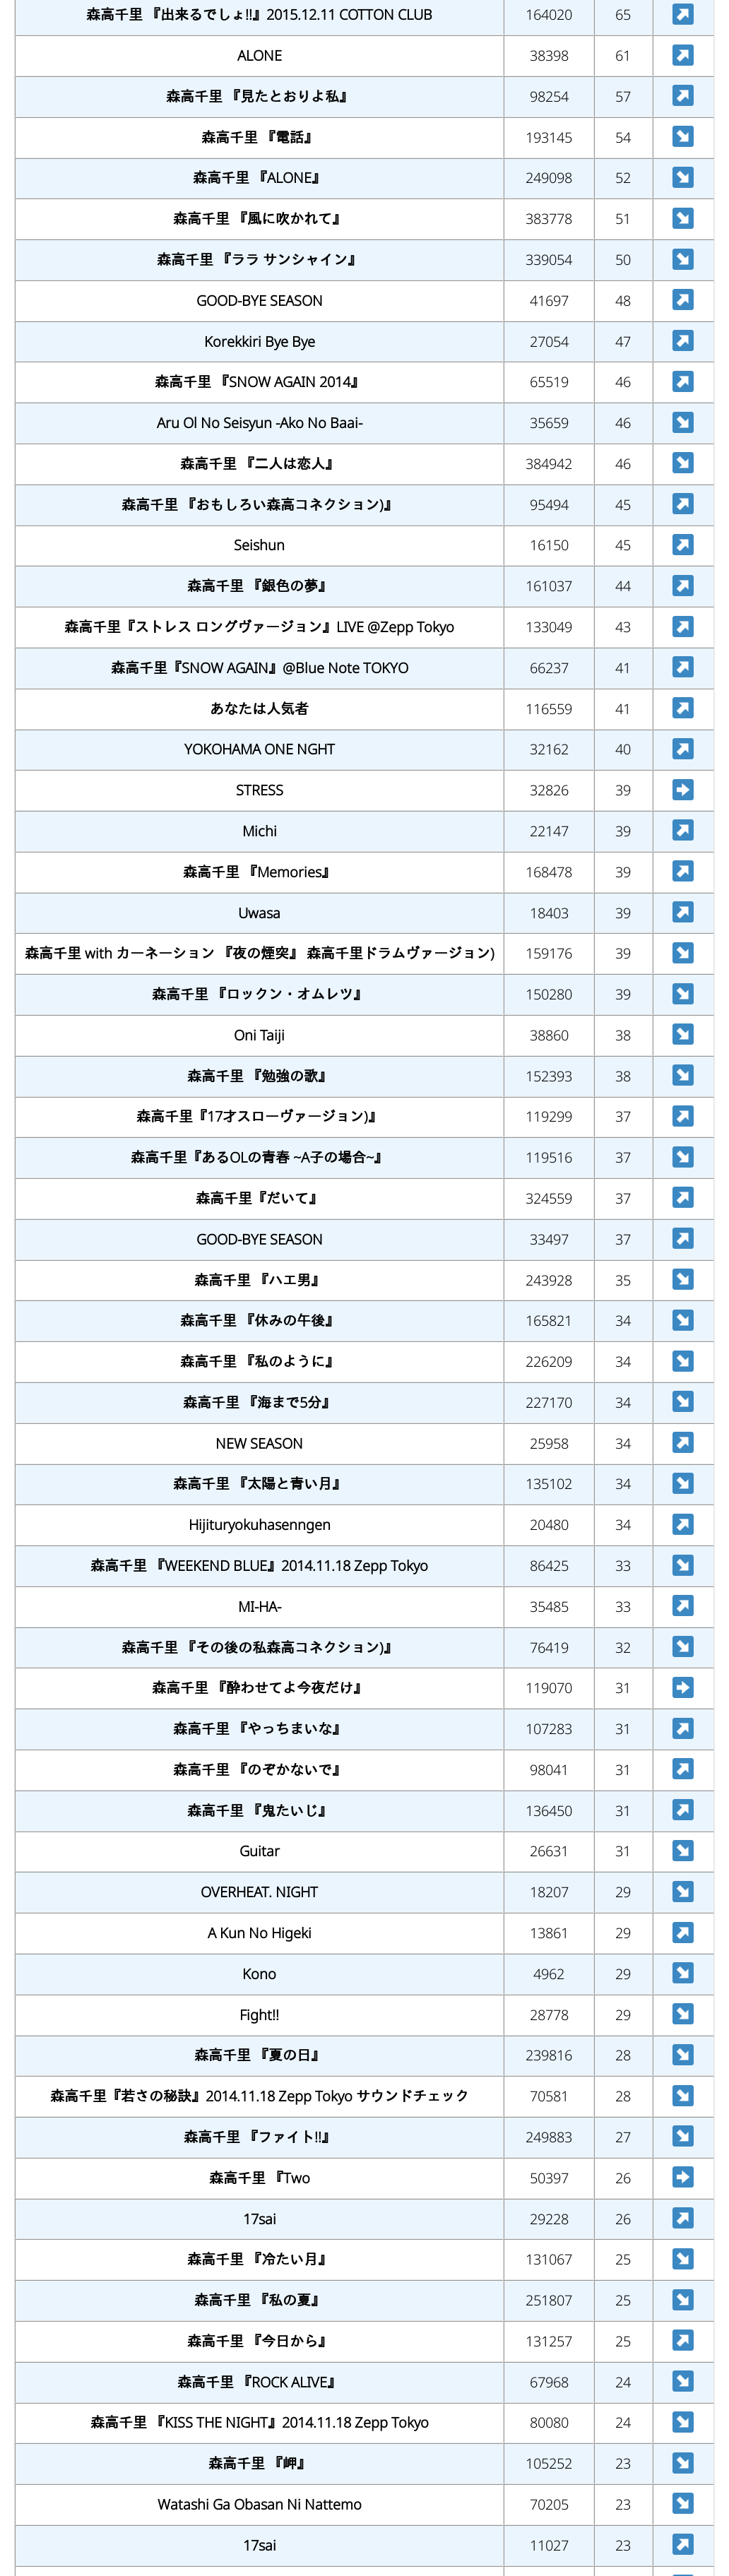 森高千里 『出来るでしょ!!』2015.12.11 COTTON CLUB 164020 65
ALONE 38398 61
森高千里 『見たとおりよ私』 98254 57
森高千里 『電話』 193145 54
森高千里 『ALONE』 249098 52
森高千里 『風に吹かれて』 383778 51
森高千里 『ララ サンシャイン』 339054 50
GOOD-BYE SEASON 41697 48
Korekkiri Bye Bye 27054 47
森高千里 『SNOW AGAIN 2014』 65519 46
Aru Ol No Seisyun -Ako No Baai- 35659 46
森高千里 『二人は恋人』 384942 46
森高千里 『おもしろい森高コネクション)』 95494 45
Seishun 16150 45
森高千里 『銀色の夢』 161037 44
森高千里『ストレス ロングヴァージョン』LIVE @Zepp Tokyo 133049 43
森高千里『SNOW AGAIN』@Blue Note TOKYO 66237 41
あなたは人気者 116559 41
YOKOHAMA ONE NGHT 32162 40
STRESS 32826 39
Michi 22147 39
森高千里 『Memories』 168478 39
Uwasa 18403 39
森高千里 with カーネーション 『夜の煙突』 森高千里ドラムヴァージョン) 159176 39
森高千里 『ロックン・オムレツ』 150280 39
Oni Taiji 38860 38
森高千里 『勉強の歌』 152393 38
森高千里『17才スローヴァージョン)』 119299 37
森高千里『あるOLの青春 ~A子の場合~』 119516 37
森高千里『だいて』 324559 37
GOOD-BYE SEASON 33497 37
森高千里 『ハエ男』 243928 35
森高千里 『休みの午後』 165821 34
森高千里 『私のように』 226209 34
森高千里 『海まで5分』 227170 34
NEW SEASON 25958 34
森高千里 『太陽と青い月』 135102 34
Hijituryokuhasenngen 20480 34
森高千里 『WEEKEND BLUE』2014.11.18 Zepp Tokyo 86425 33
MI-HA- 35485 33
森高千里 『その後の私森高コネクション)』 76419 32
森高千里 『酔わせてよ今夜だけ』 119070 31
森高千里 『やっちまいな』 107283 31
森高千里 『のぞかないで』 98041 31
森高千里 『鬼たいじ』 136450 31
Guitar 26631 31
OVERHEAT. NIGHT 18207 29
A Kun No Higeki 13861 29
Kono 4962 29
Fight!! 28778 29
森高千里 『夏の日』 239816 28
森高千里『若さの秘訣』2014.11.18 Zepp Tokyo サウンドチェック 70581 28
森高千里 『ファイト!!』 249883 27
森高千里 『Two 50397 26
17sai 29228 26
森高千里 『冷たい月』 131067 25
森高千里 『私の夏』 251807 25
森高千里 『今日から』 131257 25
森高千里 『ROCK ALIVE』 67968 24
森高千里 『KISS THE NIGHT』2014.11.18 Zepp Tokyo 80080 24
森高千里 『岬』 105252 23
Watashi Ga Obasan Ni Nattemo 70205 23
17sai 11027 23